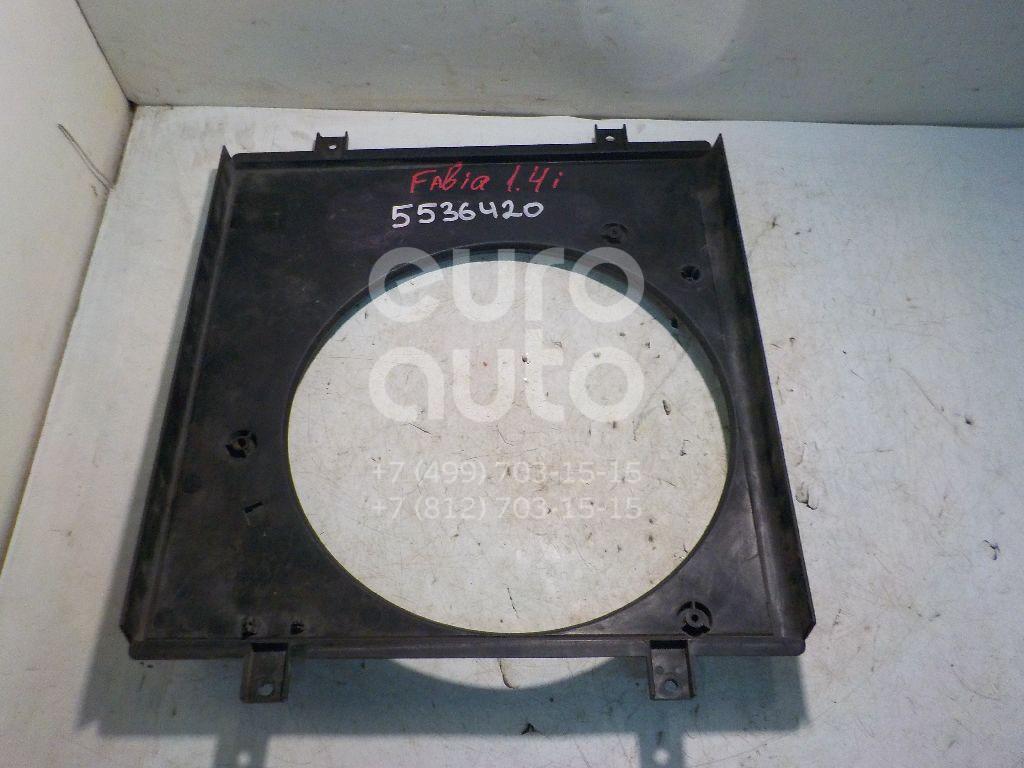 FABia 1.4i
5536420
euro
auto
+7 (499) 703-15-15
+7 (812) 703-15-15